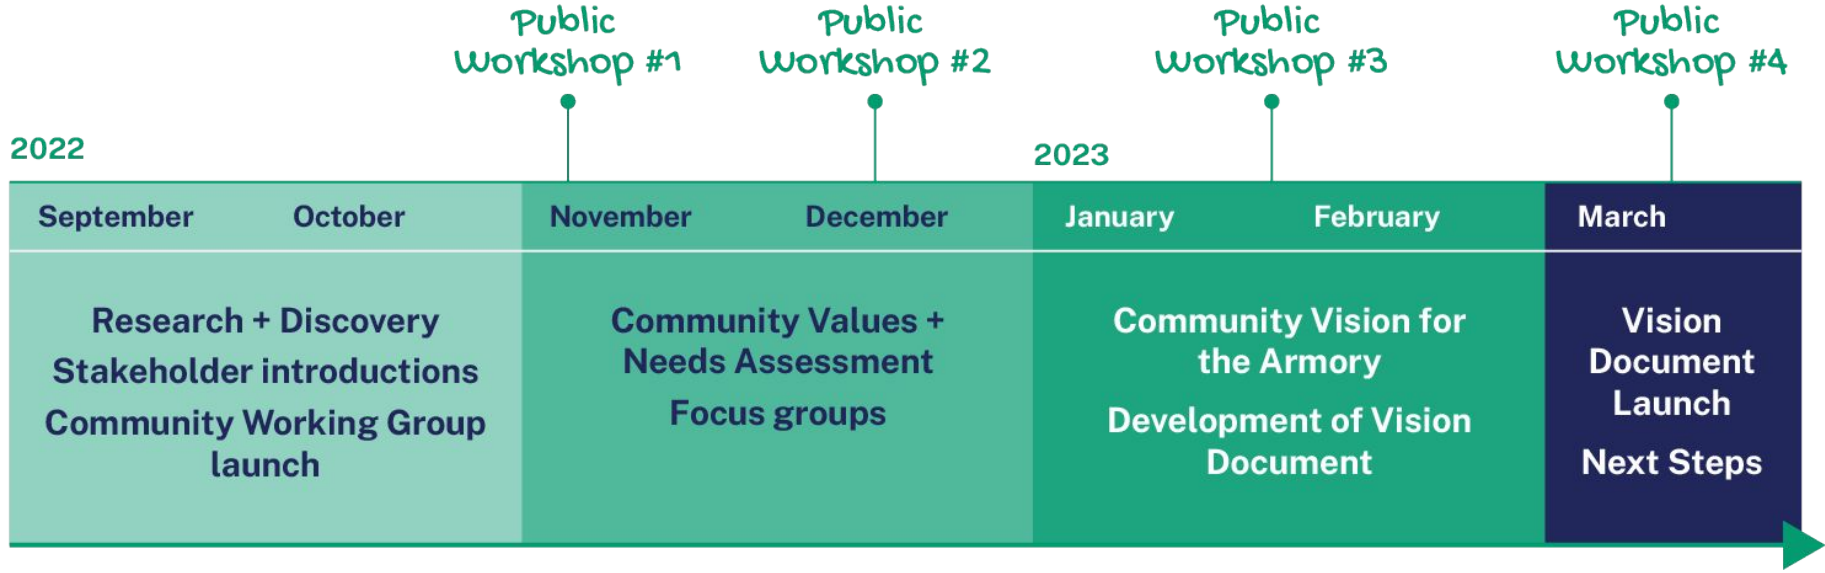 Public
Workshop #1
Public
Workshop #2
Public
Workshop #3
Public
Workshop #4
2022
2023
September
October
November
December
January
February
March
Research + Discovery
Stakeholder introductions
Community Working Group
launch
Community Values +
Needs Assessment
Focus groups
Community Vision for
the Armory
Development of Vision
Document
Vision
Document
Launch
Next Steps